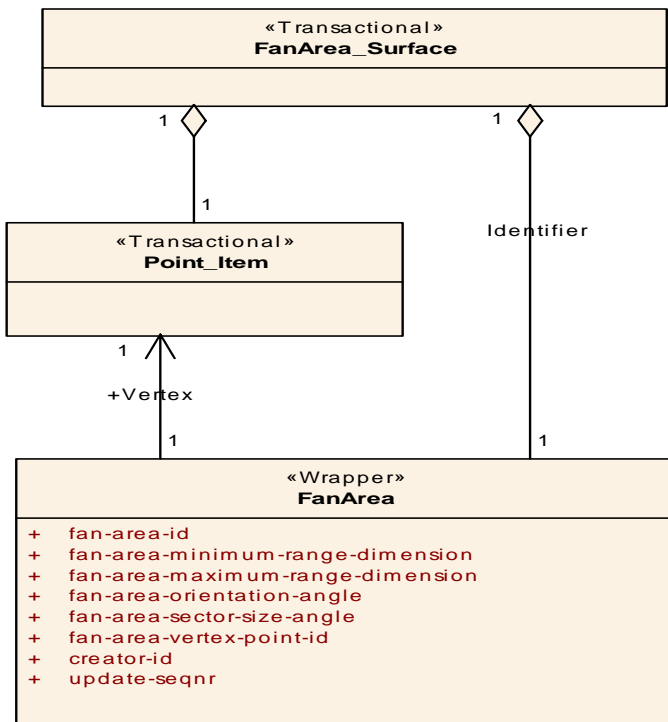 «Transactional»
FanArea_Surface
1
1
1
Identifier
«Transactional»
Point_Item
1
+Vertex
1
1
«Wrapper»
FanArea
+ fan-area-id
+ fan-area-minimum-range-dimension
+ fan-area-maximum-range-dimension
+ fan-area-orientation-angle
+ fan-area-sector-size-angle
+ fan-area-vertex-point-id
+ creator-id
+ update-seqnr